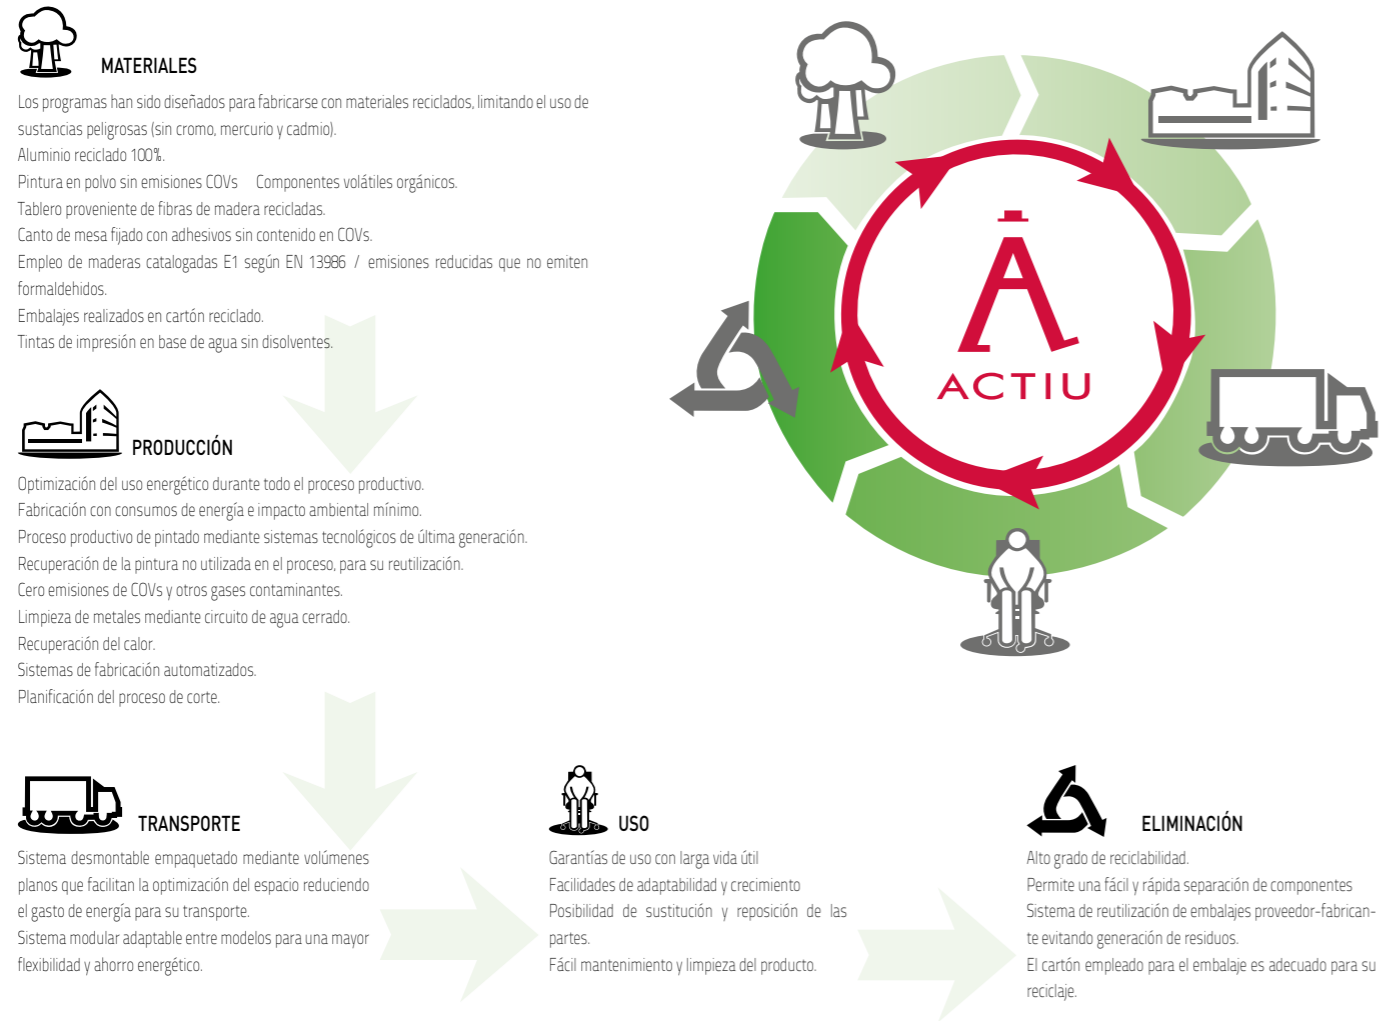 MATERIALES
Los programas han sido diseñados para fabricarse con materiales reciclados, limitando el uso de
sustancias peligrosas (sin cromo, mercurio y cadmio).
Aluminio reciclado 100%.
Pintura en polvo sin emisiones COVs Componentes volátiles orgánicos.
Tablero proveniente de fibras de madera recicladas.
Canto de mesa fijado con adhesivos sin contenido en COVs.
Empleo de maderas catalogadas E1 según EN 13986 / emisiones reducidas que no emiten
formaldehidos.
Embalajes realizados en cartón reciclado.
Tintas de impresión en base de agua sin disolventes.
ACTIU
PRODUCCIÓN
Optimización del uso energético durante todo el proceso productivo.
Fabricación con consumos de energía e impacto ambiental mínimo.
Proceso productivo de pintado mediante sistemas tecnológicos de última generación.
Recuperación de la pintura no utilizada en el proceso, para su reutilización.
Cero emisiones de COVs y otros gases contaminantes.
Limpieza de metales mediante circuito de agua cerrado.
Recuperación del calor.
Sistemas de fabricación automatizados.
Planificación del proceso de corte.
TRANSPORTE
Sistema desmontable empaquetado mediante volúmenes
planos que facilitan la optimización del espacio reduciendo
el gasto de energía para su transporte.
Sistema modular adaptable entre modelos para una mayor
flexibilidad y ahorro energético.
USO
Garantías de uso con larga vida útil
Facilidades de adaptabilidad y crecimiento
Posibilidad de sustitución y reposición de las
partes.
Fácil mantenimiento y limpieza del producto.
ELIMINACIÓN
Alto grado de reciclabilidad.
Permite una fácil y rápida separación de componentes
Sistema de reutilización de embalajes proveedor-fabrican-
te evitando generación de residuos.
El cartón empleado para el embalaje es adecuado para su
reciclaje.